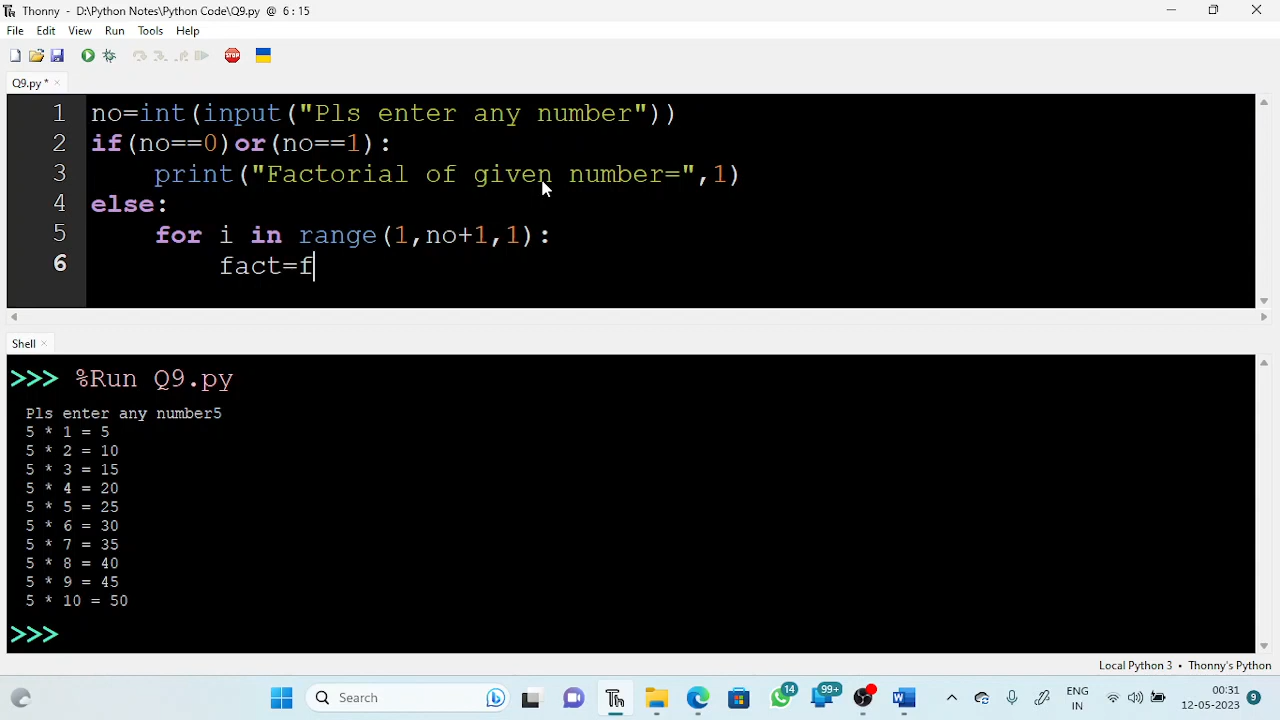 Thonny - D:\Python Notes\Python Code\Q9.py @ 6 : 15
File Edit View Run Tools Help
STOP
Q9.py * ×
1 no=int(input("Pls enter any number"))
2 if(no==0)or(no==1):
3     print("Factorial of given number=",1)
4 else:
5     for i in range(1,no+1,1):
6         fact=f
Shell ×
>>> %Run Q9.py
Pls enter any number5
5 * 1 = 5
5 * 2 = 10
5 * 3 = 15
5 * 4 = 20
5 * 5 = 25
5 * 6 = 30
5 * 7 = 35
5 * 8 = 40
5 * 9 = 45
5 * 10 = 50
>>>
Local Python 3 • Thonny's Python
Search
14
99+
ENG
IN
00:31
12-05-2023
9